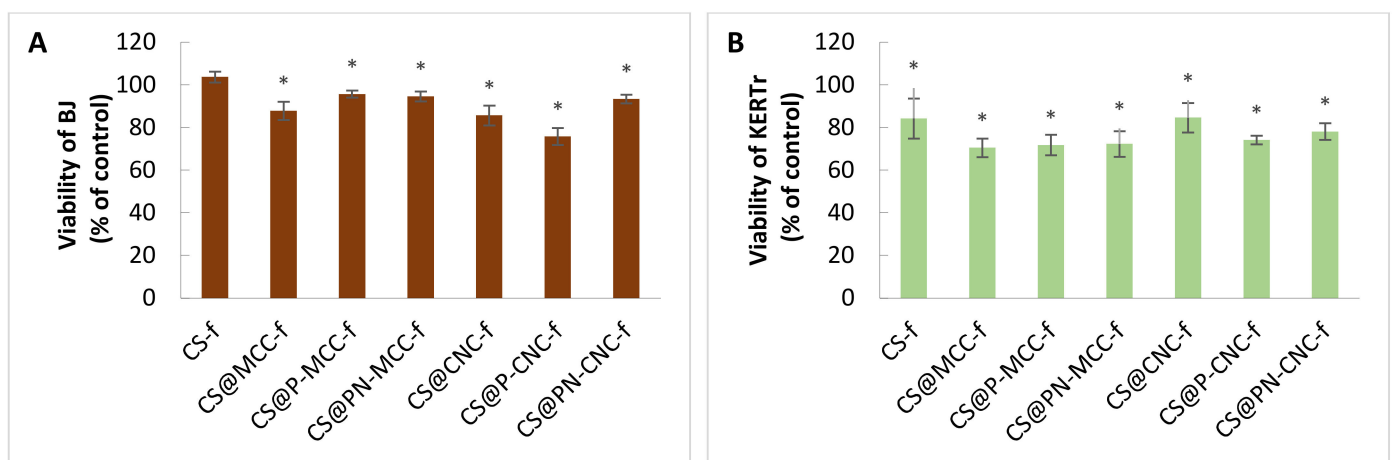 A
Viability of BJ
(% of control)
120
100
80
60
40
20
0
* * * * * *
CS-f
CS@MCC-f
CS@P-MCC-f
CS@PN-MCC-f
CS@CNC-f
CS@P-CNC-f
CS@PN-CNC-f
B
Viability of KERTr
(% of control)
120
100
80
60
40
20
0
* * * * * * *
CS-f
CS@MCC-f
CS@P-MCC-f
CS@PN-MCC-f
CS@CNC-f
CS@P-CNC-f
CS@PN-CNC-f